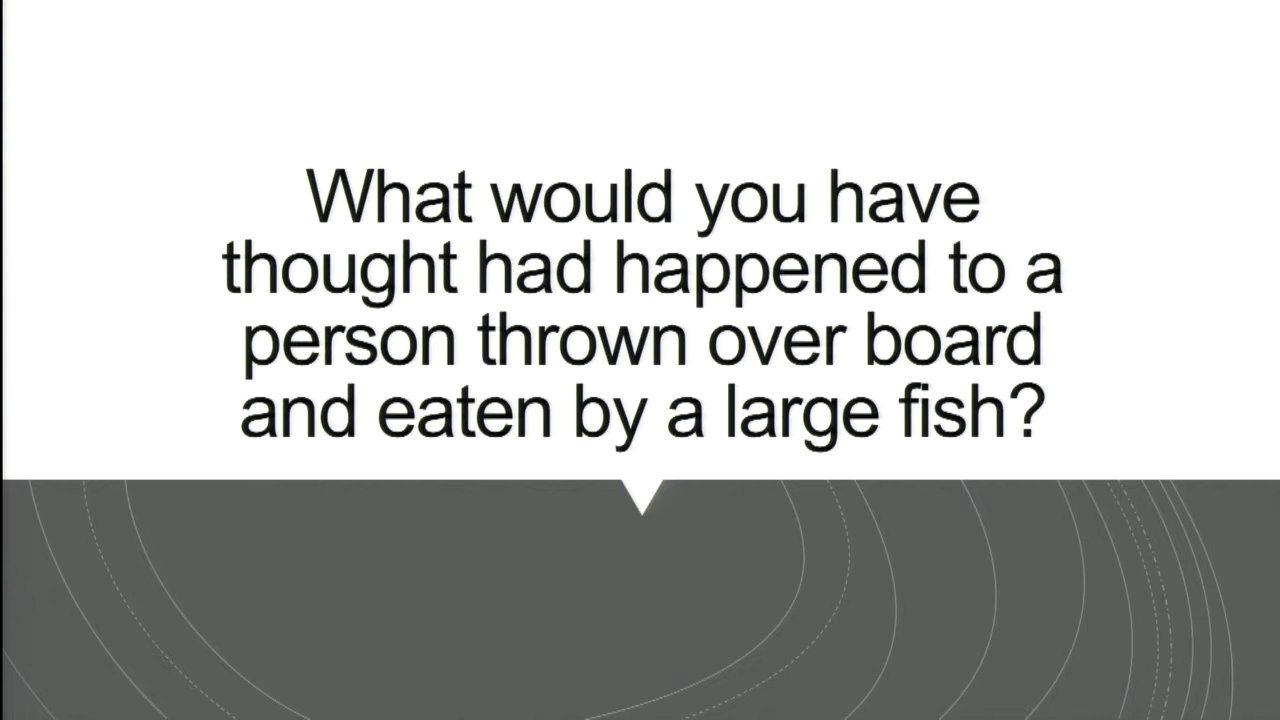 What would you have
thought had happened to a
person thrown over board
and eaten by a large fish?